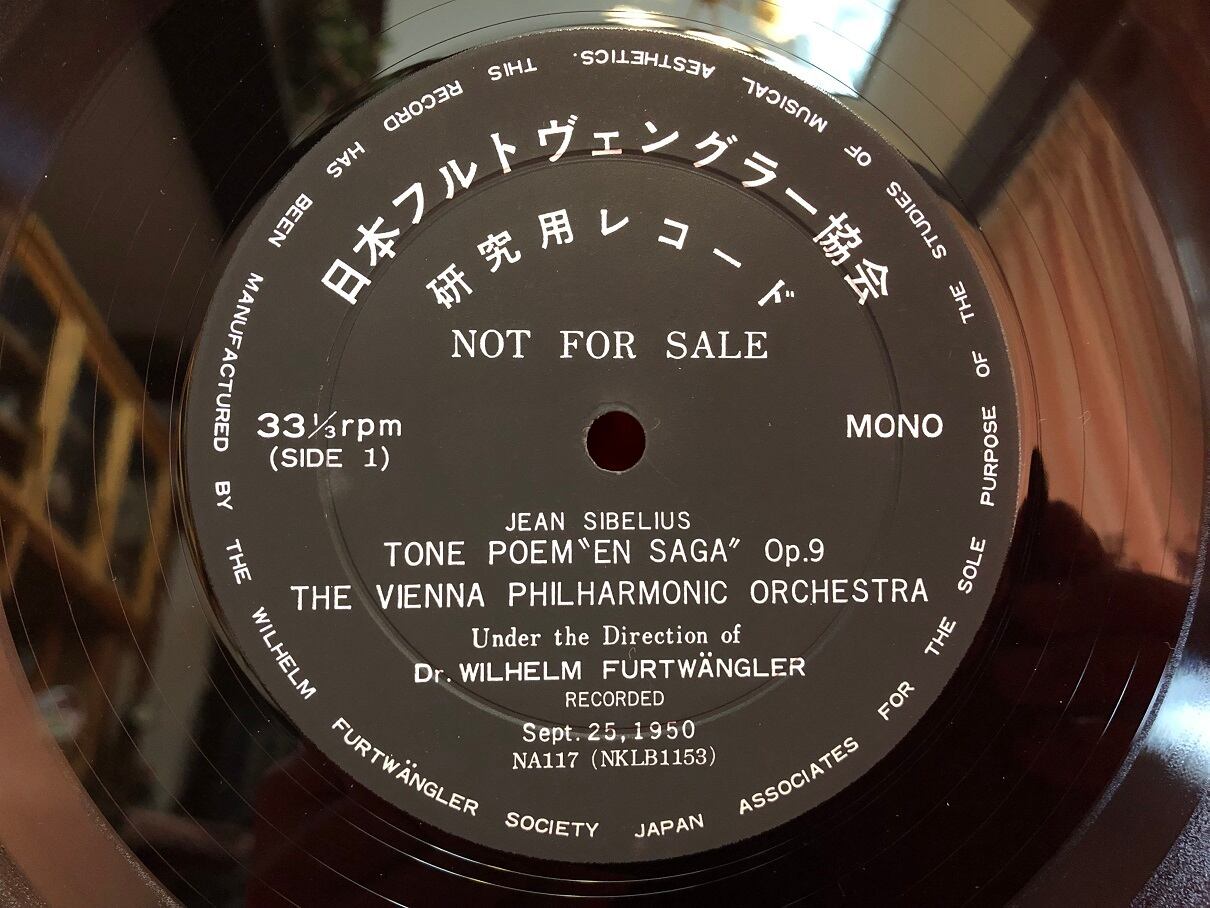 THIS RECORD HAS BEEN MANUFACTURED BY THE WILHELM FURTWÄNGLER SOCIETY JAPAN ASSOCIATES FOR THE SOLE PURPOSE OF THE STUDIES OF MUSICAL AESTHETICS.
日本フルトヴェングラー協会
研究用レコード
NOT FOR SALE
33⅓rpm
(SIDE 1)
MONO
JEAN SIBELIUS
TONE POEM“EN SAGA” Op.9
THE VIENNA PHILHARMONIC ORCHESTRA
Under the Direction of
Dr. WILHELM FURTWÄNGLER
RECORDED
Sept. 25, 1950
NA117 (NKLB1153)